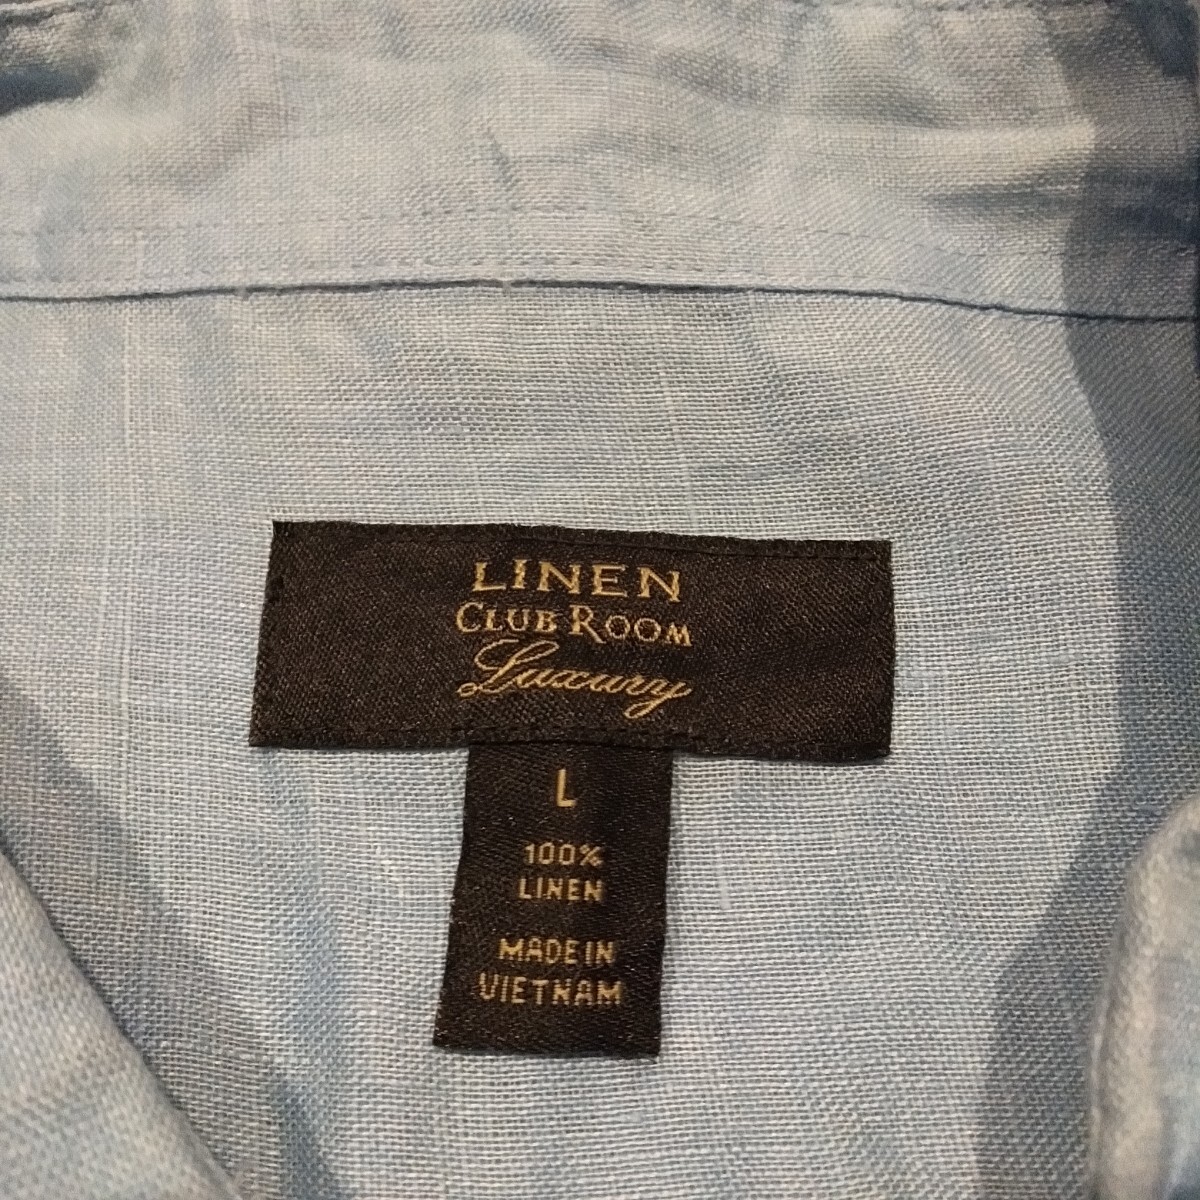 LINEN
CLUB ROOM
Luxury
L
100%
LINEN
MADE IN
VIETNAM